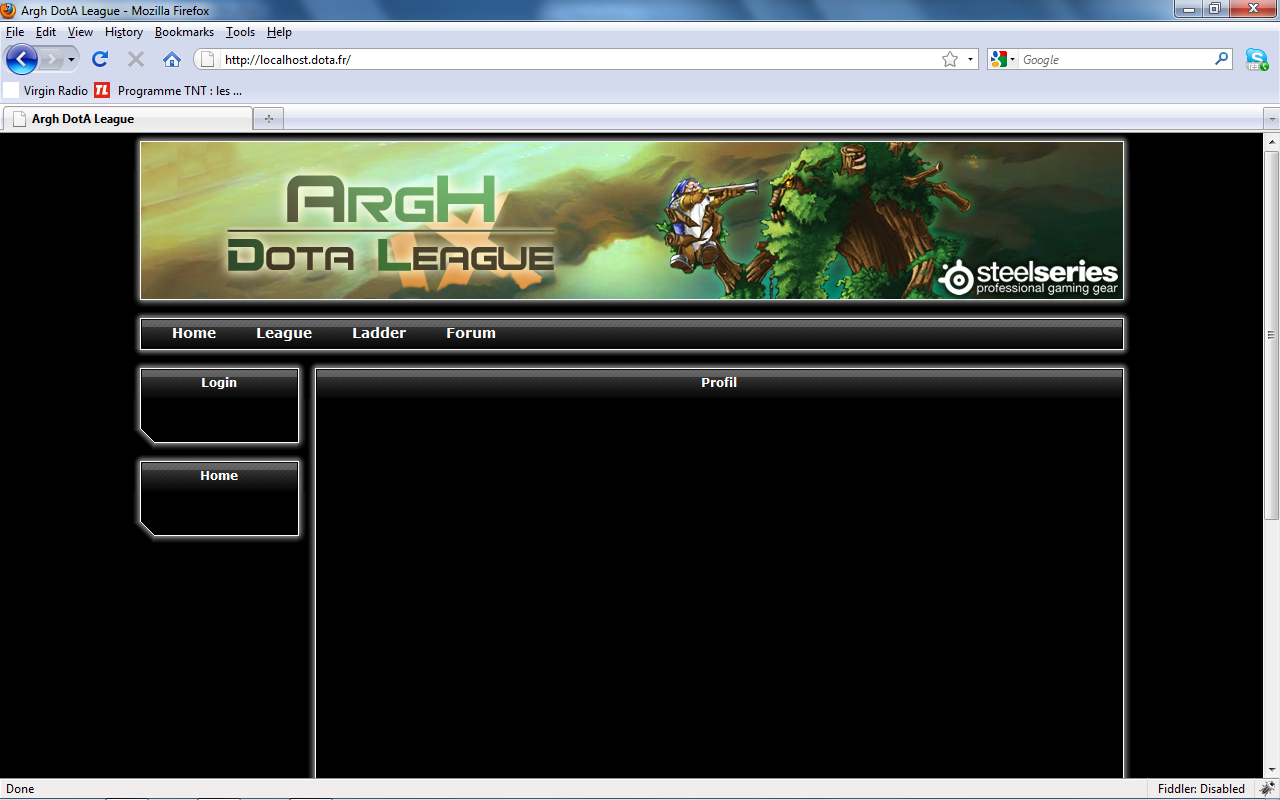 Argh DotA League - Mozilla Firefox
File Edit View History Bookmarks Tools Help
http://localhost.dota.fr/
Google
Virgin Radio TL Programme TNT : les ...
Argh DotA League
ArgH
Dota League
steelseries
professional gaming gear
Home League Ladder Forum
Login
Profil
Home
Done
Fiddler: Disabled